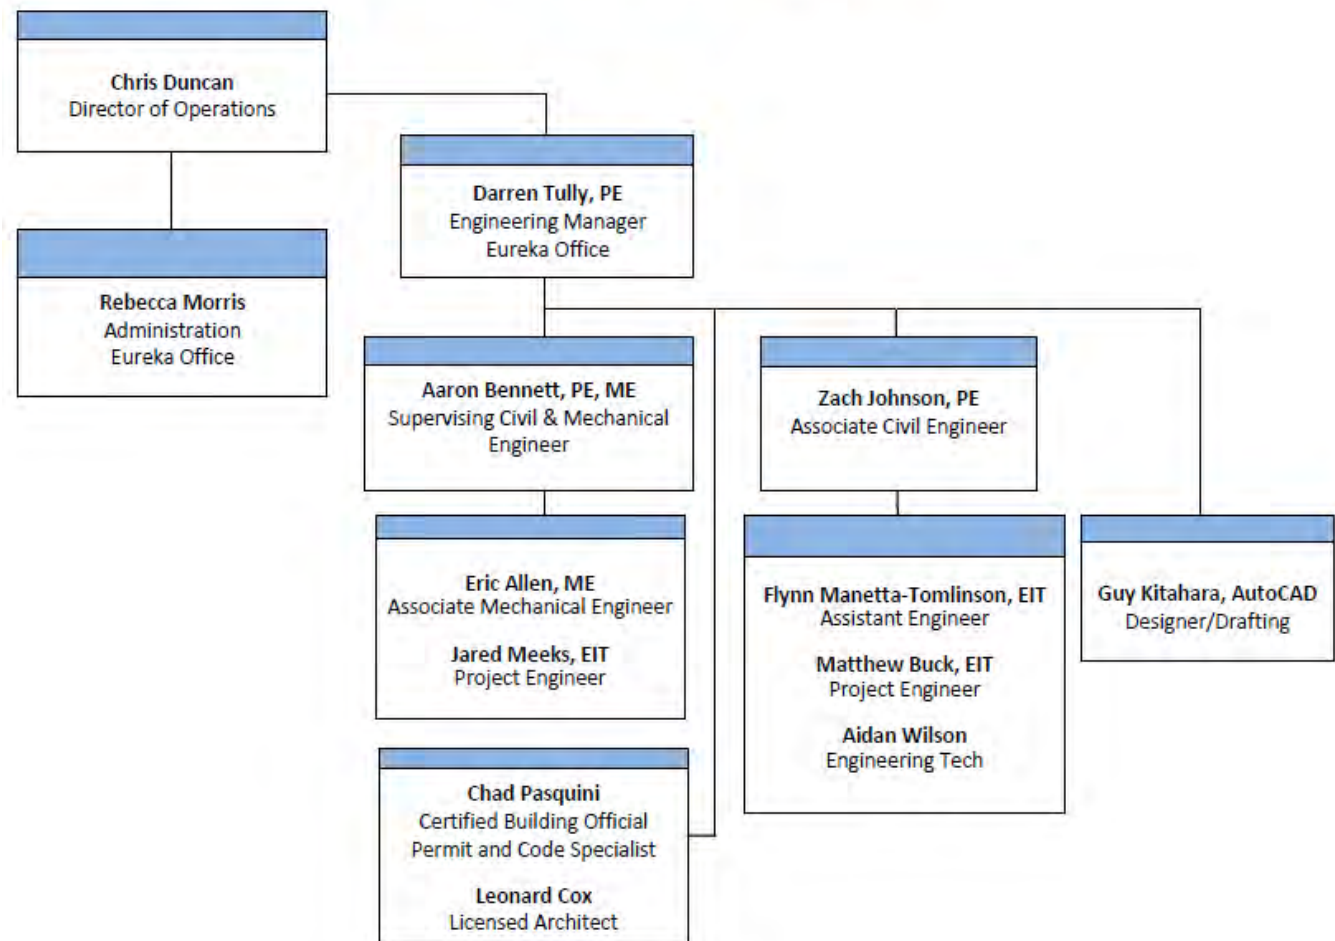 Chris Duncan
Director of Operations
Darren Tully, PE
Engineering Manager
Eureka Office
Rebecca Morris
Administration
Eureka Office
Aaron Bennett, PE, ME
Supervising Civil & Mechanical
Engineer
Zach Johnson, PE
Associate Civil Engineer
Eric Allen, ME
Associate Mechanical Engineer
Jared Meeks, EIT
Project Engineer
Flynn Manetta-Tomlinson, EIT
Assistant Engineer
Matthew Buck, EIT
Project Engineer
Aidan Wilson
Engineering Tech
Guy Kitahara, AutoCAD
Designer/Drafting
Chad Pasquini
Certified Building Official
Permit and Code Specialist
Leonard Cox
Licensed Architect